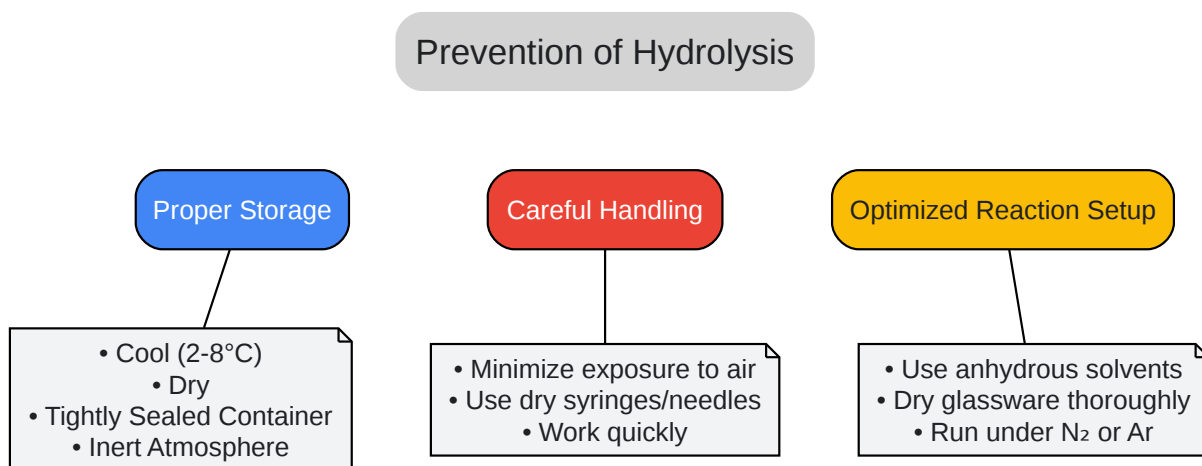 Prevention of Hydrolysis
Proper Storage
Careful Handling
Optimized Reaction Setup
• Cool (2-8°C)
• Dry
• Tightly Sealed Container
• Inert Atmosphere
• Minimize exposure to air
• Use dry syringes/needles
• Work quickly
• Use anhydrous solvents
• Dry glassware thoroughly
• Run under N₂ or Ar